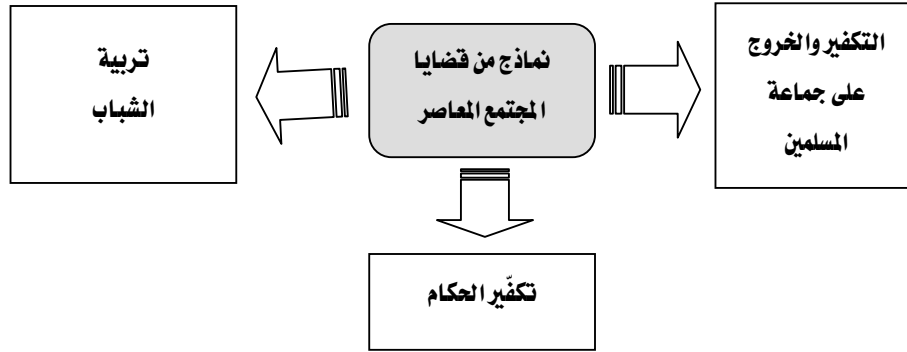 نماذج من قضايا
المجتمع المعاصر
التكفير والخروج
على جماعة
المسلمين
تربية
الشباب
تكفّير الحكام